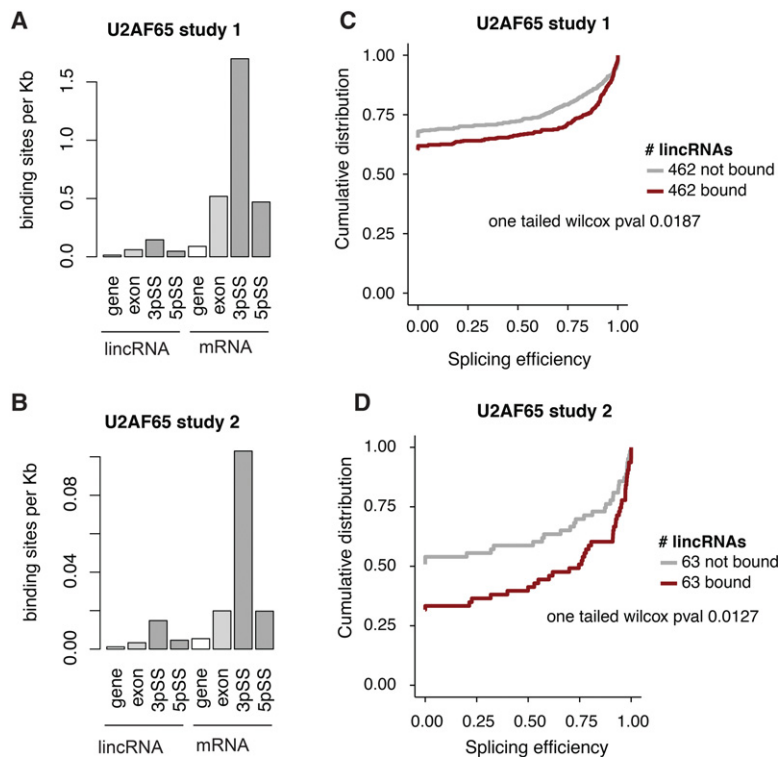 A
U2AF65 study 1
binding sites per Kb
0.0 0.5 1.0 1.5
gene exon 3pSS 5pSS gene exon 3pSS 5pSS
lincRNA mRNA
C
U2AF65 study 1
Cumulative distribution
1.00
0.75
0.50
0.25
0.00
# lincRNAs
462 not bound
462 bound
one tailed wilcox pval 0.0187
0.00 0.25 0.50 0.75 1.00
Splicing efficiency
B
U2AF65 study 2
binding sites per Kb
0.00 0.04 0.08
gene exon 3pSS 5pSS gene exon 3pSS 5pSS
lincRNA mRNA
D
U2AF65 study 2
Cumulative distribution
1.00
0.75
0.50
0.25
0.00
# lincRNAs
63 not bound
63 bound
one tailed wilcox pval 0.0127
0.00 0.25 0.50 0.75 1.00
Splicing efficiency